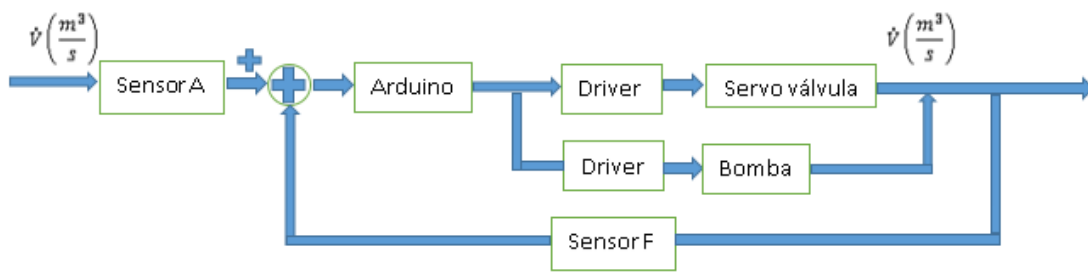 V̇(m³/s)
V̇(m³/s)
+
Sensor A
+
Arduino
Driver
Servo válvula
Driver
Bomba
Sensor F